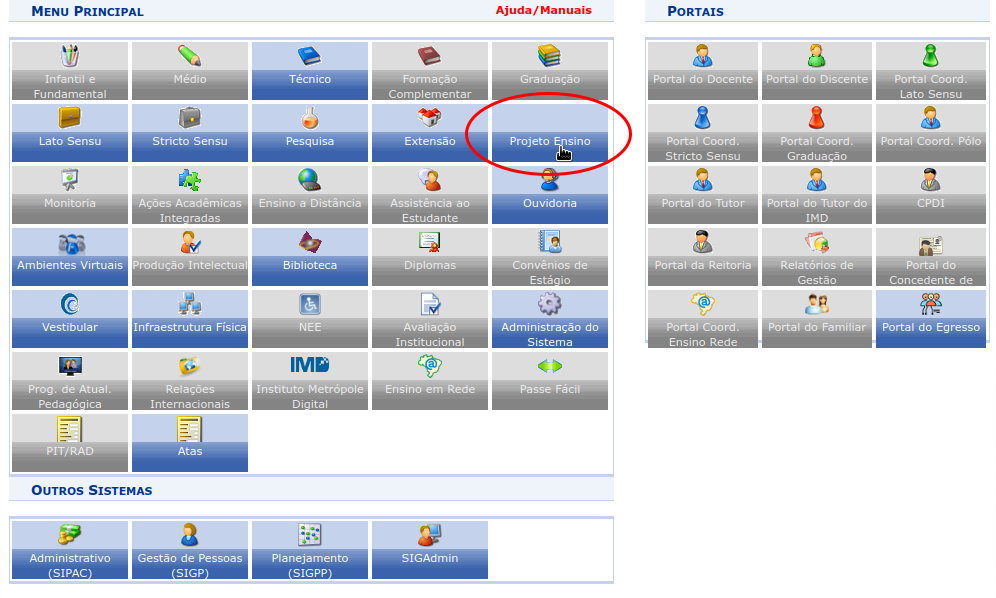 MENU PRINCIPAL
Ajuda/Manuais
Infantil e
Fundamental
Médio
Técnico
Formação
Complementar
Graduação
Lato Sensu
Stricto Sensu
Pesquisa
Extensão
Projeto Ensino
Monitoria
Ações Acadêmicas
Integradas
Ensino a Distância
Assistência ao
Estudante
Ouvidoria
Ambientes Virtuais
Produção Intelectual
Biblioteca
Diplomas
Convênios de
Estágio
Vestibular
Infraestrutura Física
NEE
Avaliação
Institucional
Administração do
Sistema
Prog. de Atual.
Pedagógica
Relações
Internacionais
IMD
Instituto Metrópole
Digital
Ensino em Rede
Passe Fácil
PIT/RAD
Atas
OUTROS SISTEMAS
Administrativo
(SIPAC)
Gestão de Pessoas
(SIGP)
Planejamento
(SIGPP)
SIGAdmin
PORTAIS
Portal do Docente
Portal do Discente
Portal Coord.
Lato Sensu
Portal Coord.
Stricto Sensu
Portal Coord.
Graduação
Portal Coord. Pólo
Portal do Tutor
Portal do Tutor do
IMD
CPDI
Portal da Reitoria
Relatórios de
Gestão
Portal do
Concedente de
Portal Coord.
Ensino Rede
Portal do Familiar
Portal do Egresso